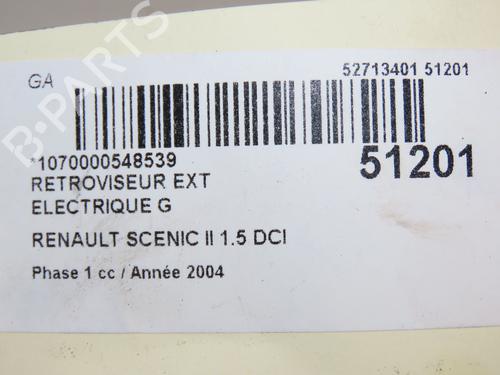 GA
52713401 51201
*1070000548539
51201
RETROVISEUR EXT
ELECTRIQUE G
RENAULT SCENIC II 1.5 DCI
Phase 1 cc / Année 2004
B-PARTS